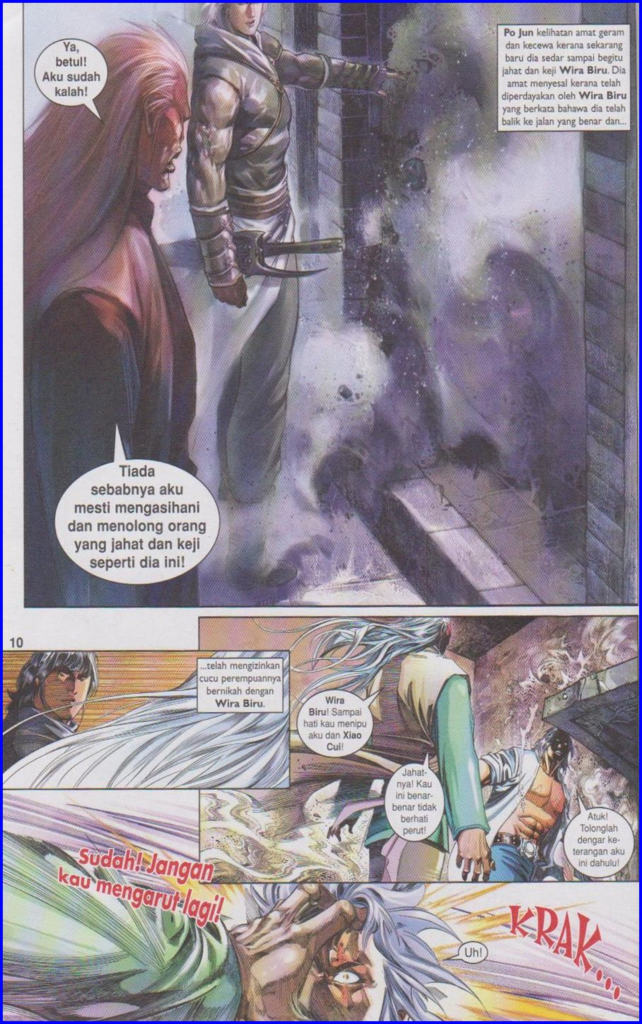 Ya,
betul!
Aku sudah
kalah!
Po Jun kelihatan amat geram
dan kecewa kerana sekarang
baru dia sedar sampai begitu
jahat dan keji Wira Biru. Dia
amat menyesal kerana telah
diperdayakan oleh Wira Biru
yang berkata bahawa dia telah
balik ke jalan yang benar dan...
Tiada
sebabnya aku
mesti mengasihani
dan menolong orang
yang jahat dan keji
seperti dia ini!
10
...telah mengizinkan
cucu perempuannya
bernikah dengan
Wira Biru.
Wira
Biru! Sampai
hati kau menipu
aku dan Xiao
Cui!
Jahat-
nya! Kau
ini benar-
benar tidak
berhati
perut!
Atuk!
Tolonglah
dengar ke-
terangan aku
ini dahulu!
Sudah! Jangan
kau mengarut lagi!
Uh!
KRAK...